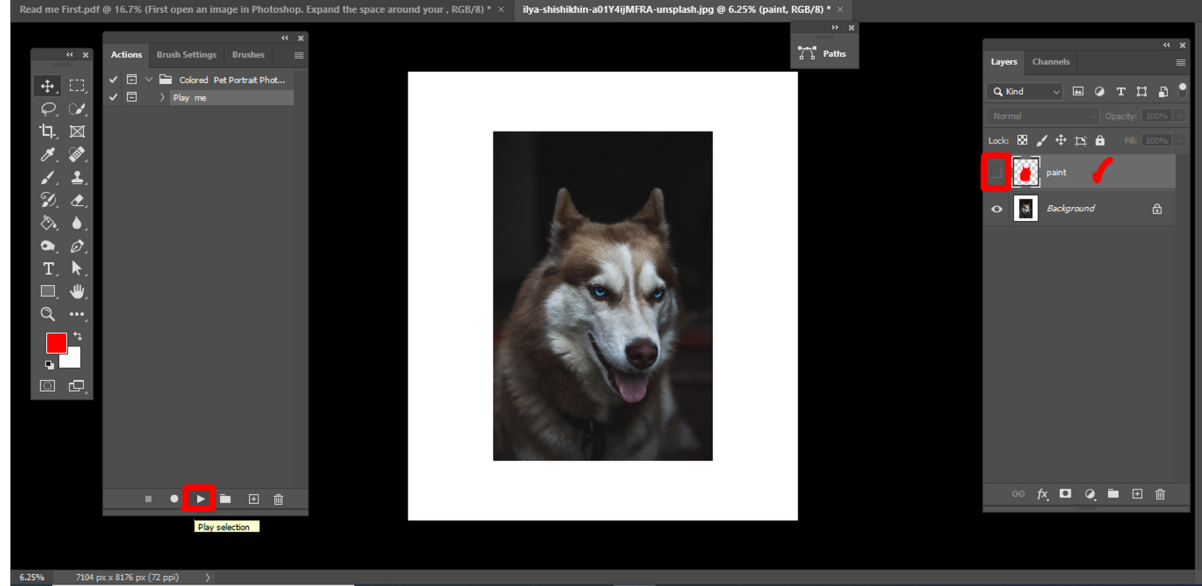 Read me First.pdf @ 16.7% (First open an image in Photoshop. Expand the space around your , RGB/8) * ×
ilya-shishikhin-a01Y4ijMFRA-unsplash.jpg @ 6.25% (paint, RGB/8) * ×
Paths
Actions Brush Settings Brushes
Colored Pet Portrait Phot...
Play me
Play selection
Layers Channels
Kind
Normal Opacity: 100%
Lock: Fill: 100%
paint
Background
fx
6.25% 7104 px x 8176 px (72 ppi)